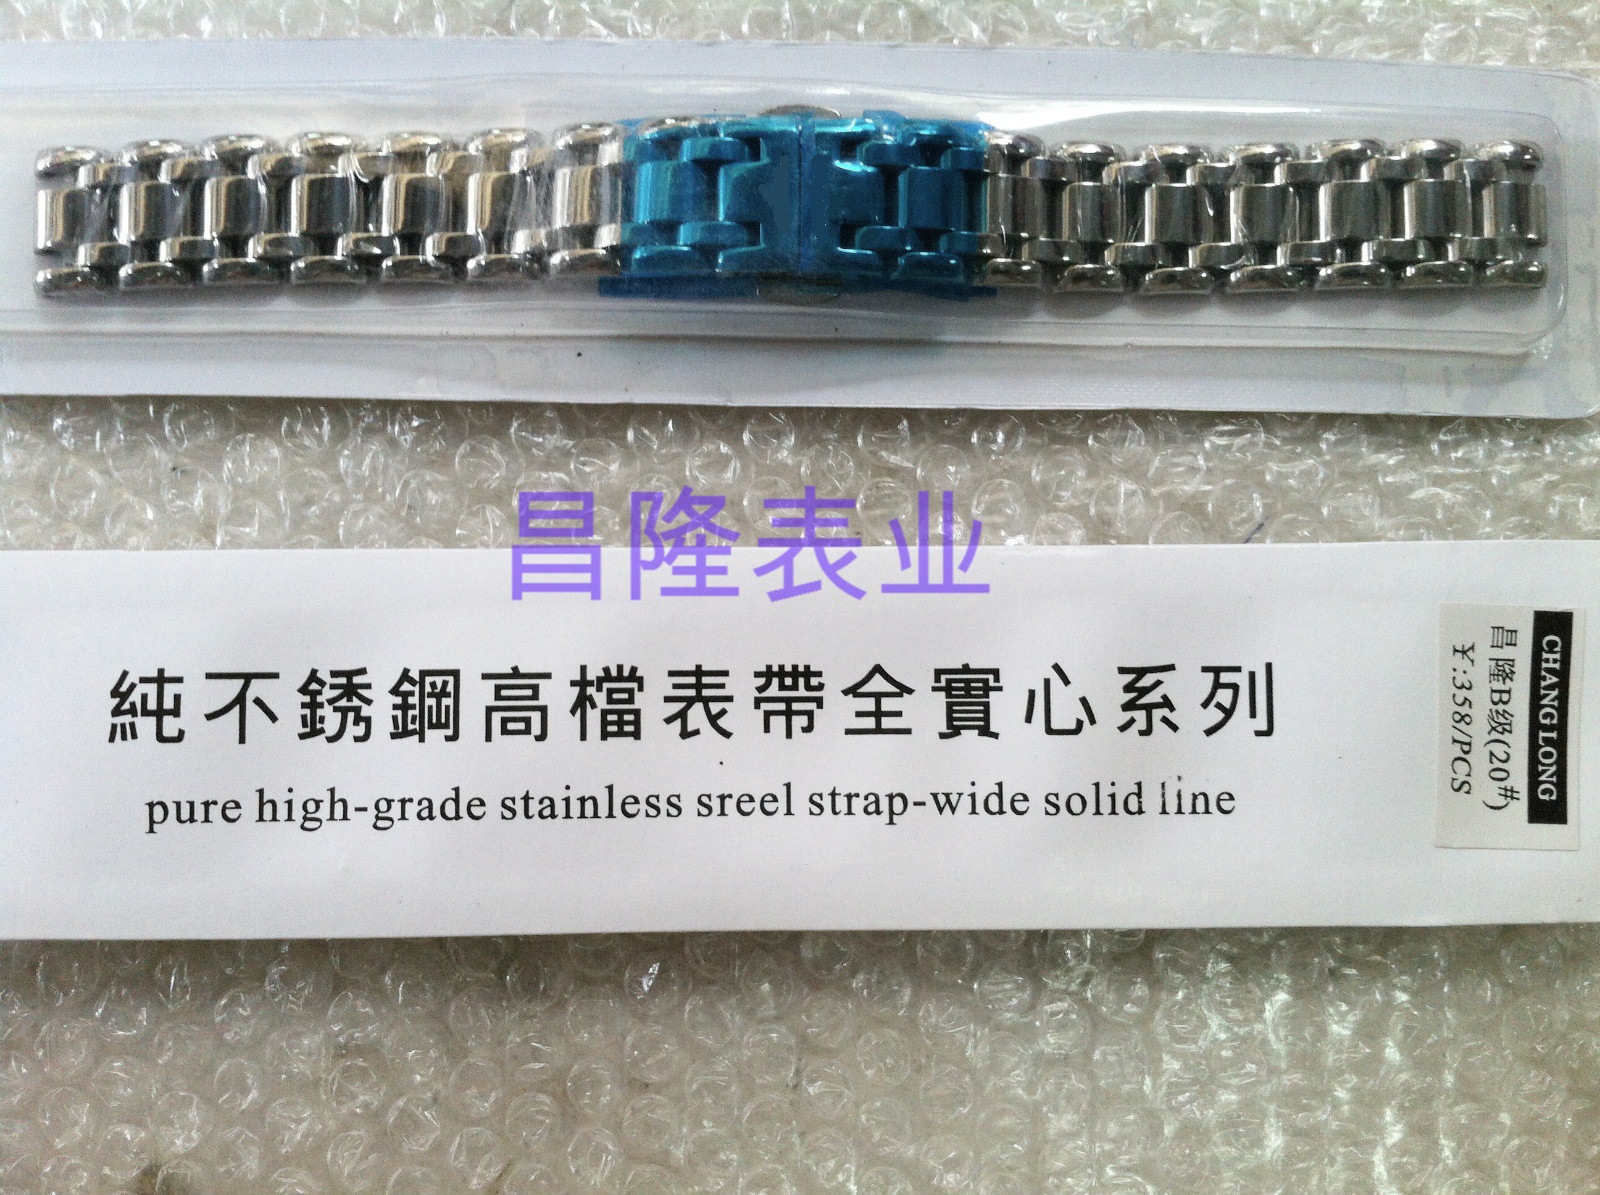 昌隆表业
純不銹鋼高檔表帶全實心系列
pure high-grade stainless sreel strap-wide solid line
CHANG LONG
昌隆B级(20#)
￥:358/PCS